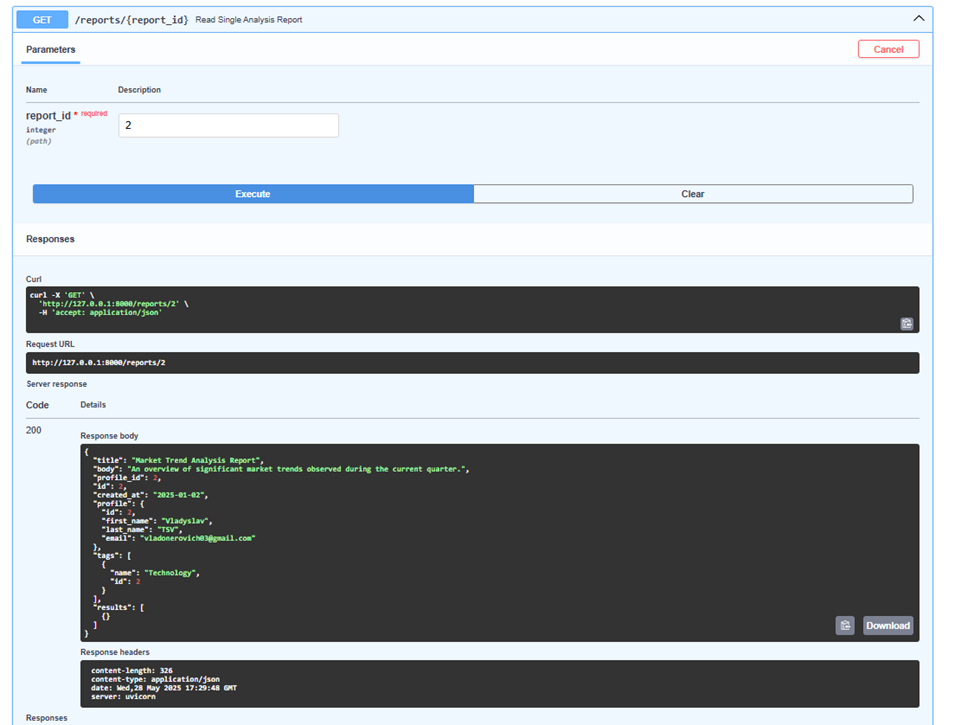 GET /reports/{report_id} Read Single Analysis Report
Parameters
Cancel
Name Description
report_id * required
integer
(path)
2
Execute Clear
Responses
Curl
curl -X 'GET' \
'http://127.0.0.1:8000/reports/2' \
-H 'accept: application/json'
Request URL
http://127.0.0.1:8000/reports/2
Server response
Code Details
200
Response body
{
"title": "Market Trend Analysis Report",
"body": "An overview of significant market trends observed during the current quarter.",
"profile_id": 2,
"id": 2,
"created_at": "2025-01-02",
"profile": {
"id": 2,
"first_name": "Vladyslav",
"last_name": "TSV",
"email": "vladonerovich03@gmail.com"
},
"tags": [
{
"name": "Technology",
"id": 2
}
],
"results": [
{}
]
}
Download
Response headers
content-length: 326
content-type: application/json
date: Wed,28 May 2025 17:29:48 GMT
server: uvicorn
Responses